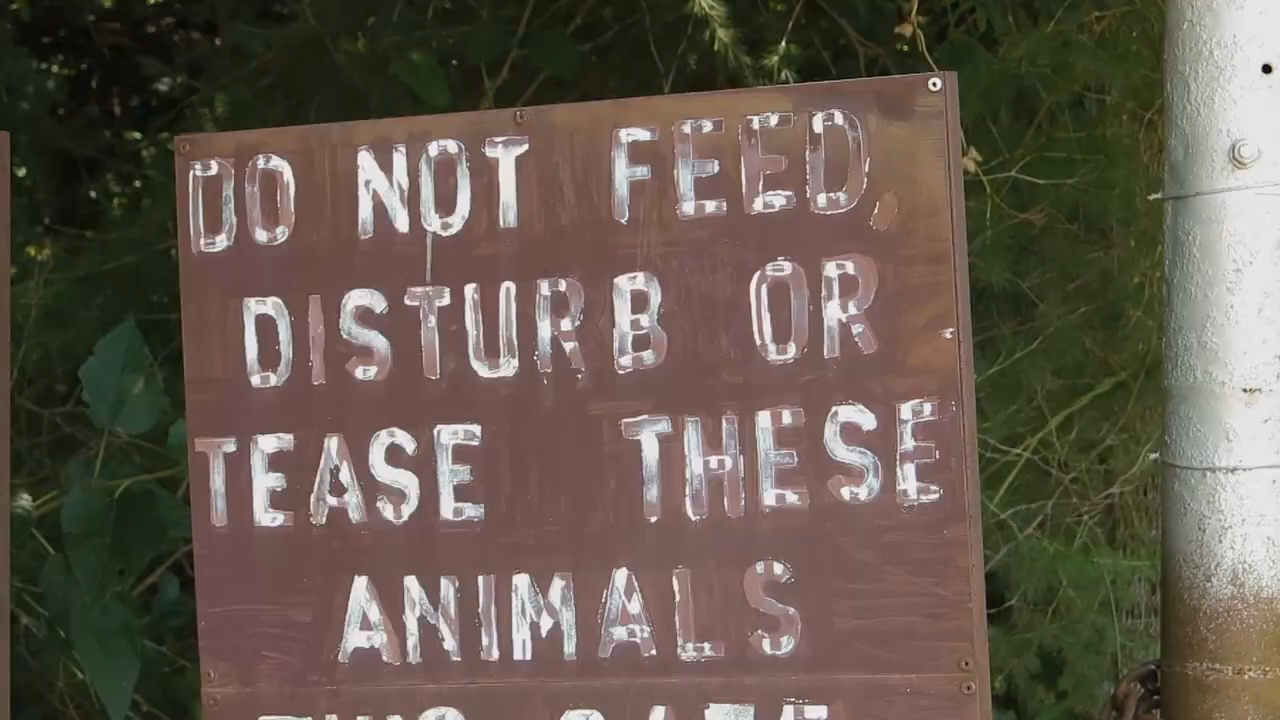 DO NOT FEED,
DISTURB OR
TEASE THESE
ANIMALS